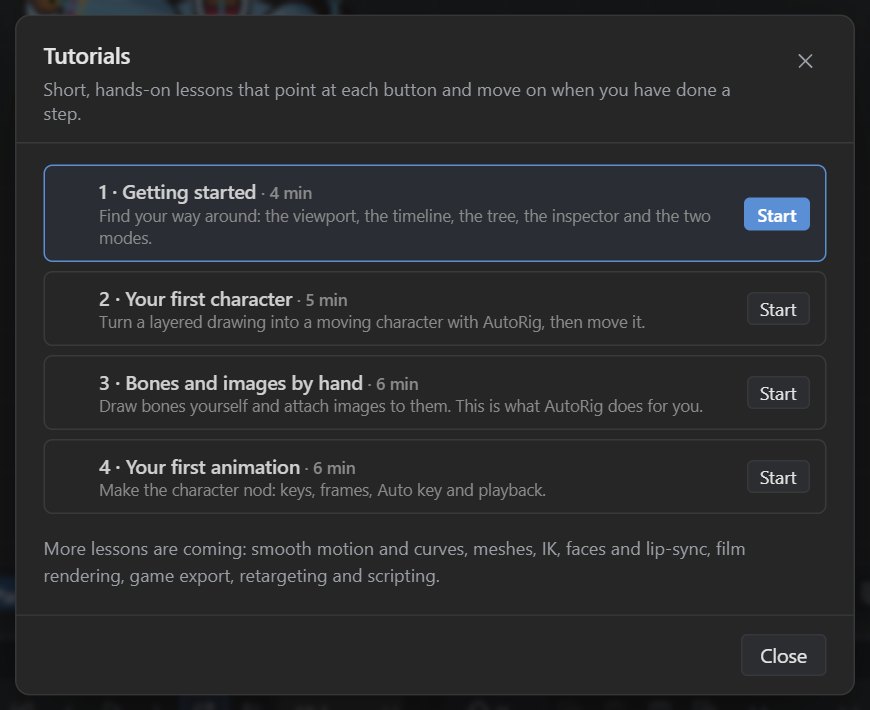 Tutorials
Short, hands-on lessons that point at each button and move on when you have done a
step.
1 · Getting started · 4 min
Find your way around: the viewport, the timeline, the tree, the inspector and the two
modes.
Start
2 · Your first character · 5 min
Turn a layered drawing into a moving character with AutoRig, then move it.
Start
3 · Bones and images by hand · 6 min
Draw bones yourself and attach images to them. This is what AutoRig does for you.
Start
4 · Your first animation · 6 min
Make the character nod: keys, frames, Auto key and playback.
Start
More lessons are coming: smooth motion and curves, meshes, IK, faces and lip-sync, film
rendering, game export, retargeting and scripting.
Close